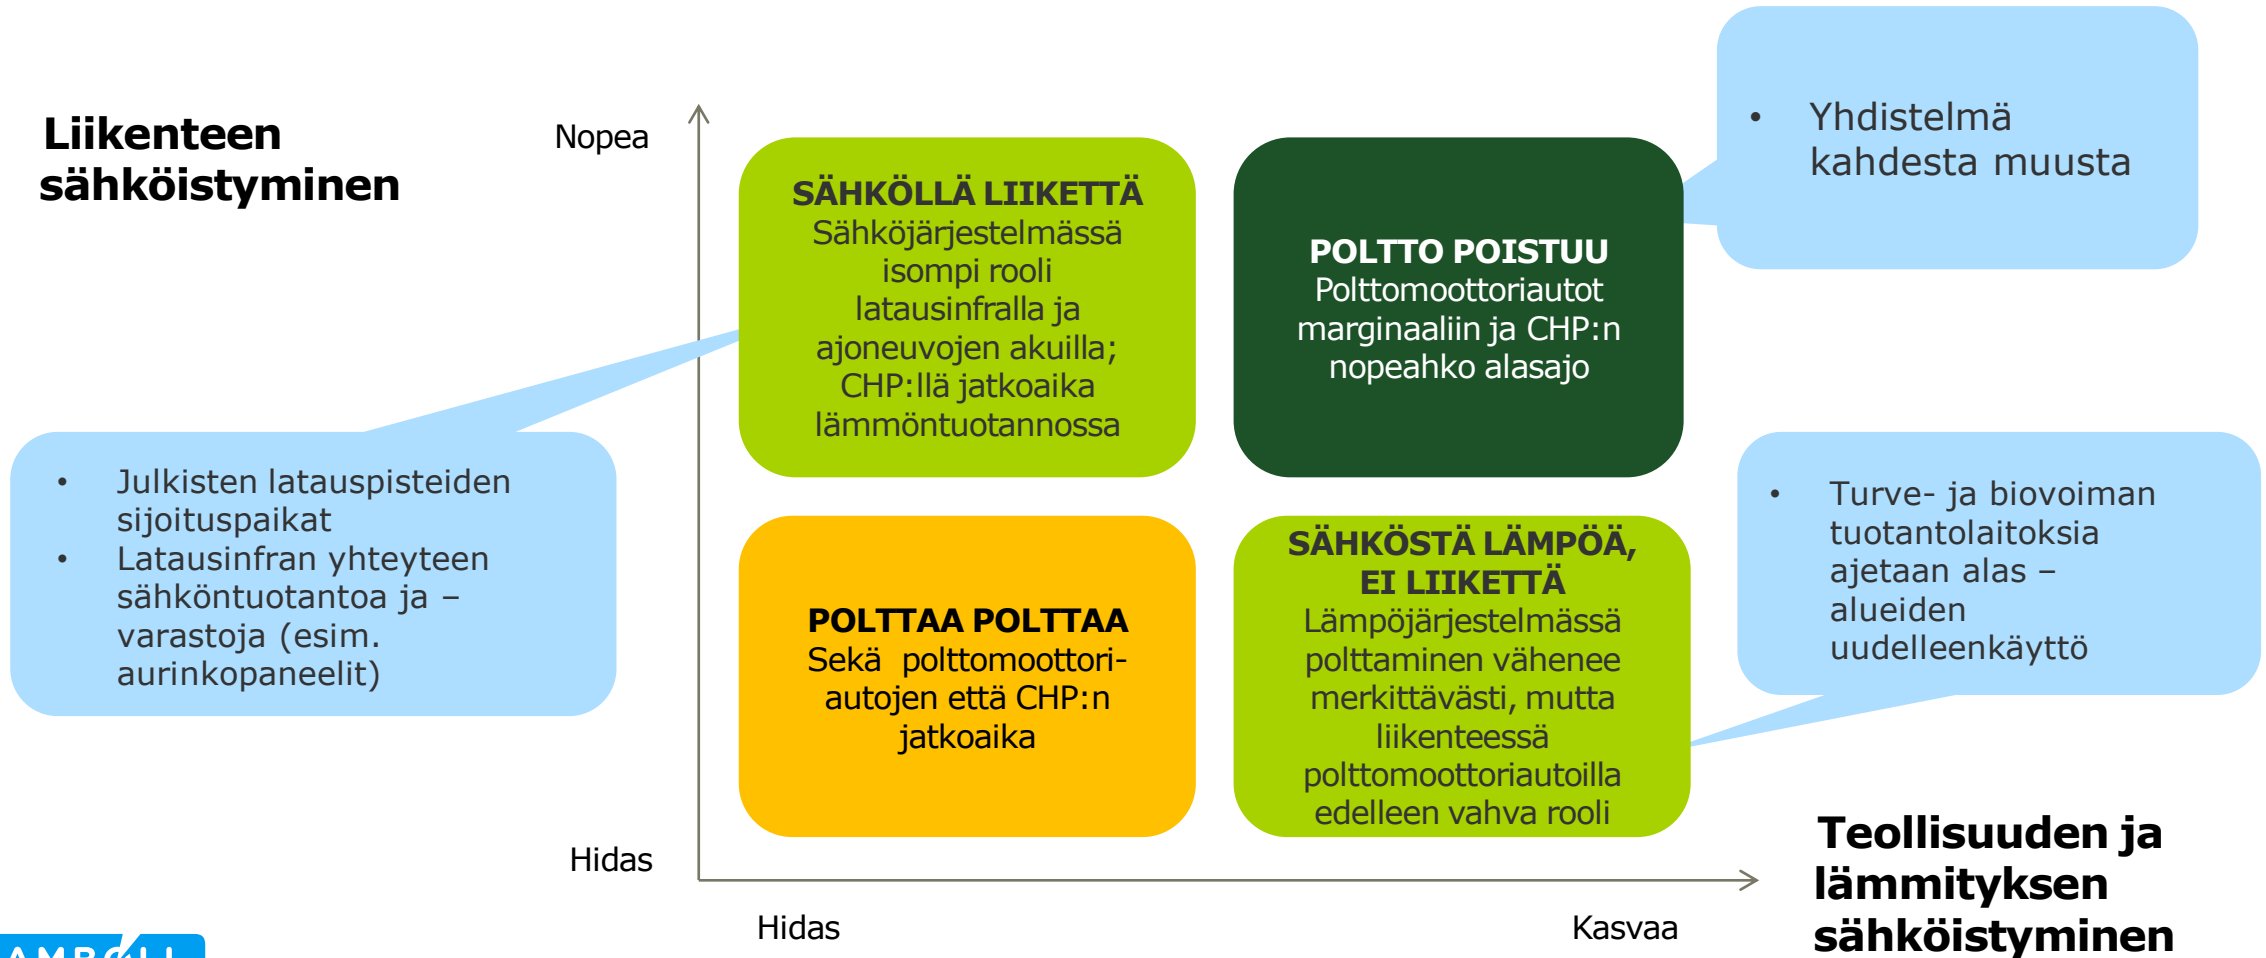 Liikenteen
sähköistyminen
Nopea
SÄHKÖLLÄ LIIKETTÄ
Sähköjärjestelmässä
isompi rooli
latausinfralla ja
ajoneuvojen akuilla;
CHP:llä jatkoaika
lämmöntuotannossa
POLTTO POISTUU
Polttomoottoriautot
marginaaliin ja CHP:n
nopeahko alasajo
• Yhdistelmä
kahdesta muusta
• Julkisten latauspisteiden
sijoituspaikat
• Latausinfran yhteyteen
sähköntuotantoa ja –
varastoja (esim.
aurinkopaneelit)
POLTTAA POLTTAA
Sekä polttomoottori-
autojen että CHP:n
jatkoaika
SÄHKÖSTÄ LÄMPÖÄ,
EI LIIKETTÄ
Lämpöjärjestelmässä
polttaminen vähenee
merkittävästi, mutta
liikenteessä
polttomoottoriautoilla
edelleen vahva rooli
• Turve- ja biovoiman
tuotantolaitoksia
ajetaan alas –
alueiden
uudelleenkäyttö
Hidas
Hidas
Kasvaa
Teollisuuden ja
lämmityksen
sähköistyminen